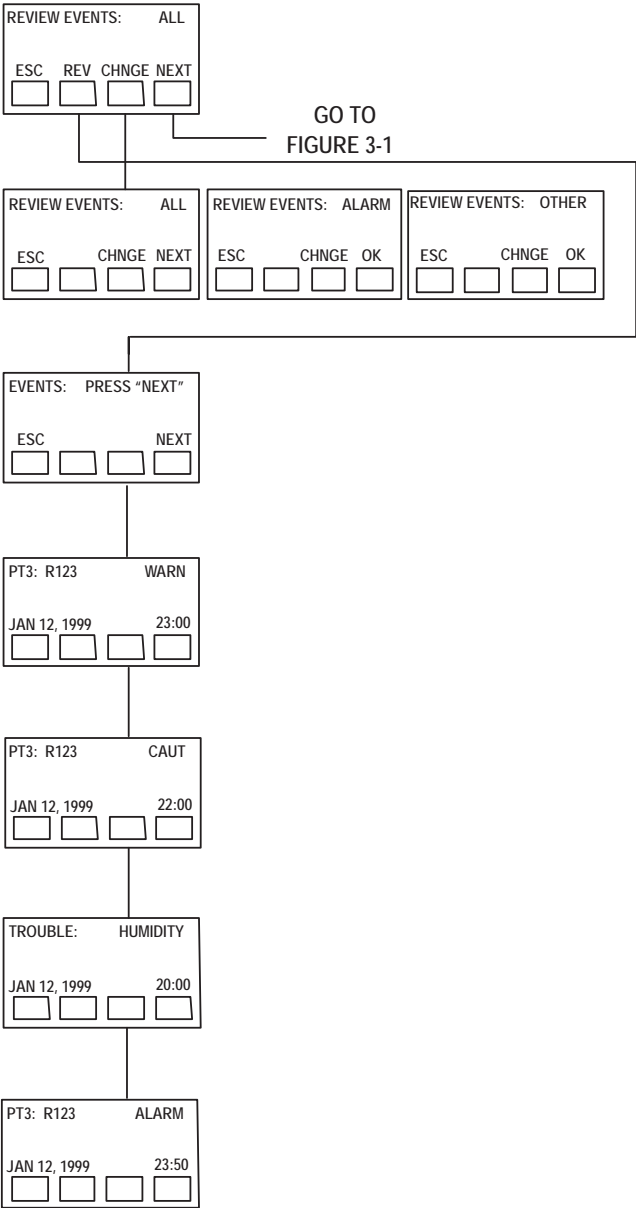 REVIEW EVENTS: ALL
ESC REV CHNGE NEXT
GO TO
FIGURE 3-1
REVIEW EVENTS: ALL
ESC CHNGE NEXT
REVIEW EVENTS: ALARM
ESC CHNGE OK
REVIEW EVENTS: OTHER
ESC CHNGE OK
EVENTS: PRESS “NEXT”
ESC NEXT
PT3: R123 WARN
JAN 12, 1999 23:00
PT3: R123 CAUT
JAN 12, 1999 22:00
TROUBLE: HUMIDITY
JAN 12, 1999 20:00
PT3: R123 ALARM
JAN 12, 1999 23:50